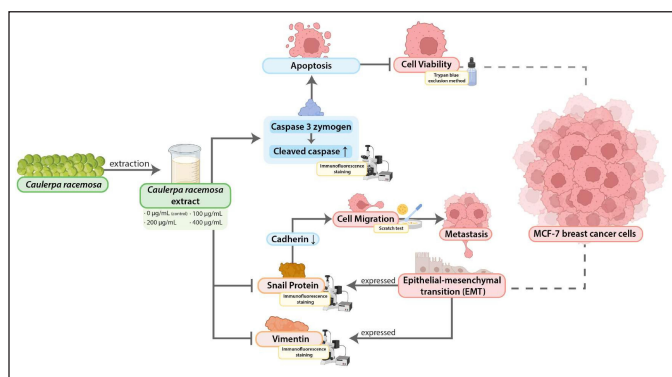 Apoptosis
Cell Viability
Trypan blue
exclusion method
Caspase 3 zymogen
Cleaved caspase ↑
Immunofluorescence
staining
extraction
Caulerpa racemosa
Caulerpa racemosa
extract
- 0 µg/mL (control) - 100 µg/mL
- 200 µg/mL - 400 µg/mL
Cell Migration
Scratch test
Metastasis
Cadherin ↓
MCF-7 breast cancer cells
Snail Protein
Immunofluorescence
staining
expressed
Epithelial-mesenchymal
transition (EMT)
Vimentin
Immunofluorescence
staining
expressed